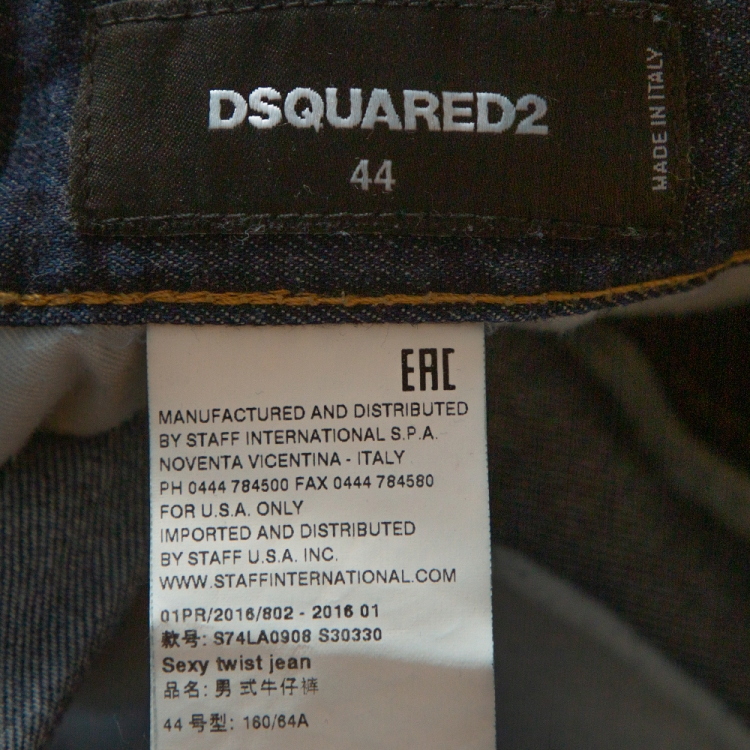 DSQUARED2
44
MADE IN ITALY
EAC
MANUFACTURED AND DISTRIBUTED
BY STAFF INTERNATIONAL S.P.A.
NOVENTA VICENTINA - ITALY
PH 0444 784500 FAX 0444 784580
FOR U.S.A. ONLY
IMPORTED AND DISTRIBUTED
BY STAFF U.S.A. INC.
WWW.STAFFINTERNATIONAL.COM
01PR/2016/802 - 2016 01
款号: S74LA0908 S30330
Sexy twist jean
品名: 男 式牛仔裤
44 号型: 160/64A